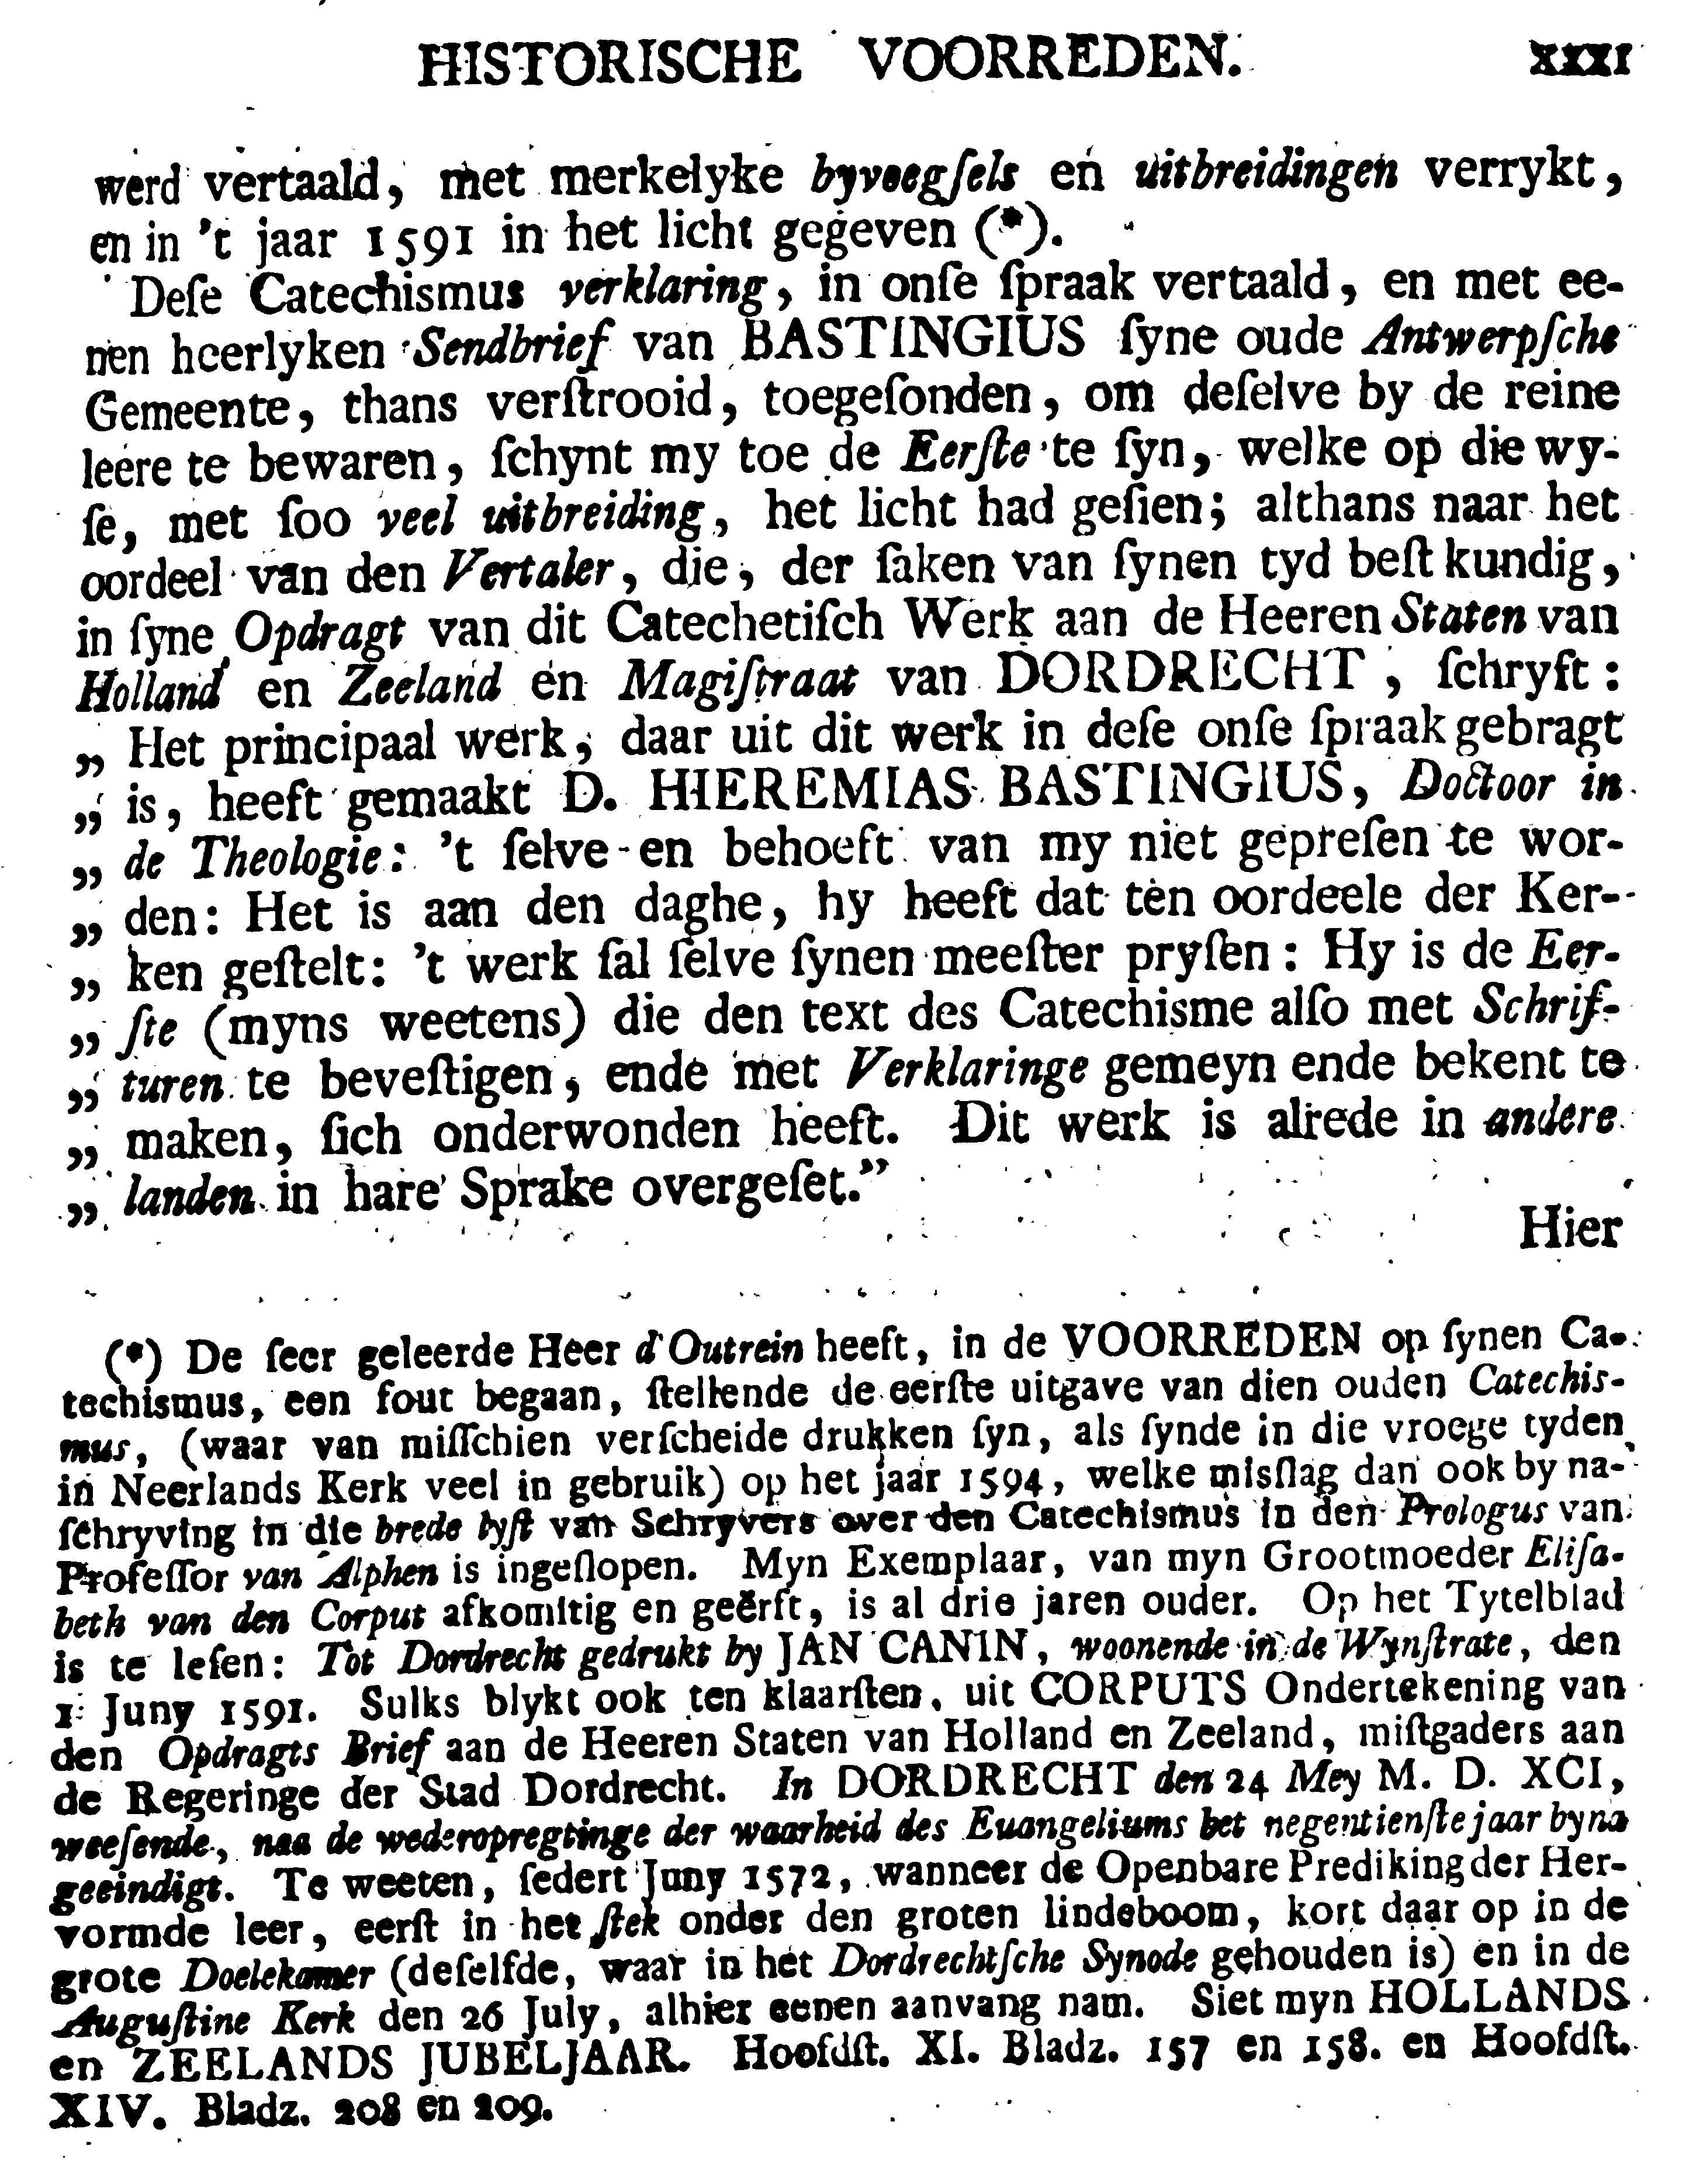 HISTORISCHE VOORREDEN. XXXI
werd vertaald, met merkelyke byvoegſels en uitbreidingen verrykt,
en in 't jaar 1591 in het licht gegeven (*).
Deſe Catechismus verklaring, in onſe ſpraak vertaald, en met ee-
nen heerlyken Sendbrief van BASTINGIUS ſyne oude Antwerpſche
Gemeente, thans verſtrooid, toegeſonden, om deſelve by de reine
leere te bewaren, ſchynt my toe de Eerſte te ſyn, welke op die wy-
ſe, met ſoo veel uitbreiding, het licht had geſien; althans naar het
oordeel van den Vertaler, die, der ſaken van ſynen tyd beſt kundig,
in ſyne Opdragt van dit Catechetiſch Werk aan de Heeren Staten van
Holland en Zeeland en Magiſtraat van DORDRECHT, ſchryft:
„ Het principaal werk, daar uit dit werk in deſe onſe ſpraak gebragt
„ is, heeft gemaakt D. HIEREMIAS BASTINGIUS, Doctoor in
„ de Theologie: 't ſelve-en behoeft van my niet gepreſen te wor-
„ den: Het is aan den daghe, hy heeft dat ten oordeele der Ker-
„ ken geſtelt: 't werk ſal ſelve ſynen meeſter pryſen: Hy is de Eer-
„ ſte (myns weetens) die den text des Catechisme alſo met Schrif-
„ turen te beveſtigen, ende met Verklaringe gemeyn ende bekent te
„ maken, ſich onderwonden heeft. Dit werk is alrede in andere
„ landen in hare Sprake overgeſet."
Hier
(*) De ſeer geleerde Heer d'Outrein heeft, in de VOORREDEN op ſynen Ca-
techismus, een fout begaan, ſtellende de eerſte uitgave van dien ouden Catechis-
mus, (waar van miſſchien verſcheide drukken ſyn, als ſynde in die vroege tyden
in Neerlands Kerk veel in gebruik) op het jaar 1594, welke misſlag dan ook by na-
ſchryving in die brede lyſt van Schryvers over den Catechismus in den Prologus van
Profeſſor van Alphen is ingeſlopen. Myn Exemplaar, van myn Grootmoeder Eliſa-
beth van den Corput afkomſtig en geërft, is al drie jaren ouder. Op het Tytelblad
is te leſen: Tot Dordrecht gedrukt by JAN CANIN, woonende in de Wynſtrate, den
1 Juny 1591. Sulks blykt ook ten klaarſten, uit CORPUTS Ondertekening van
den Opdragts Brief aan de Heeren Staten van Holland en Zeeland, miſtgaders aan
de Regeringe der Stad Dordrecht. In DORDRECHT den 24 Mey M. D. XCI,
weeſende, naa de wederopregtinge der waarheid des Euangeliums het negentienſte jaar byna
geeindigt. Te weeten, ſedert Juny 1572, wanneer de Openbare Prediking der Her-
vormde leer, eerſt in het ſtek onder den groten lindeboom, kort daar op in de
grote Doelekamer (deſelfde, waar in het Dordrechtſche Synode gehouden is) en in de
Auguſtine Kerk den 26 July, alhier eenen aanvang nam. Siet myn HOLLANDS
en ZEELANDS JUBELJAAR. Hoofdſt. XI. Bladz. 157 en 158. en Hoofdſt.
XIV. Bladz. 208 en 209.